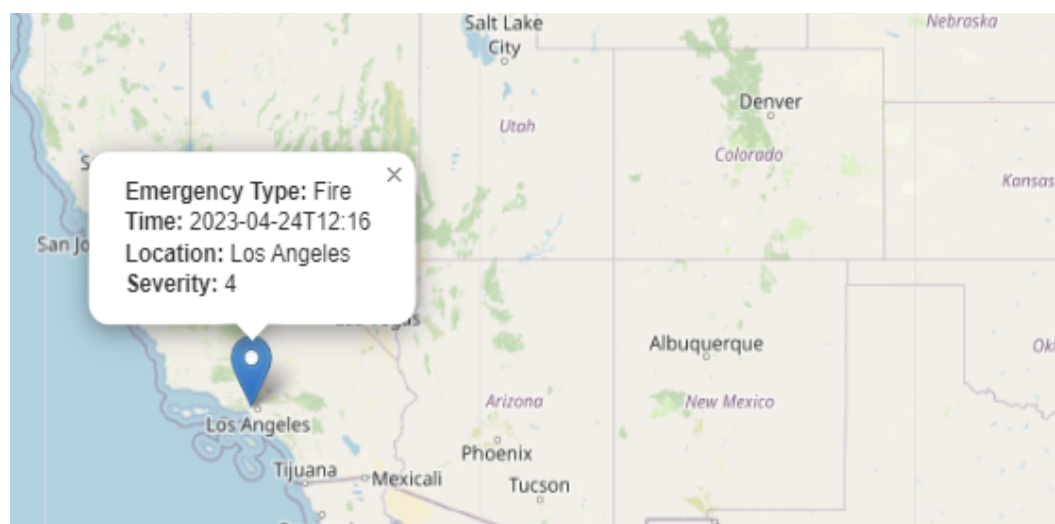 Salt Lake
City
Nebraska
Denver
Utah
Colorado
Kansas
×
Emergency Type: Fire
Time: 2023-04-24T12:16
Location: Los Angeles
Severity: 4
San Jo
Albuquerque
Arizona
New Mexico
Los Angeles
Phoenix
Tijuana
Mexicali
Tucson